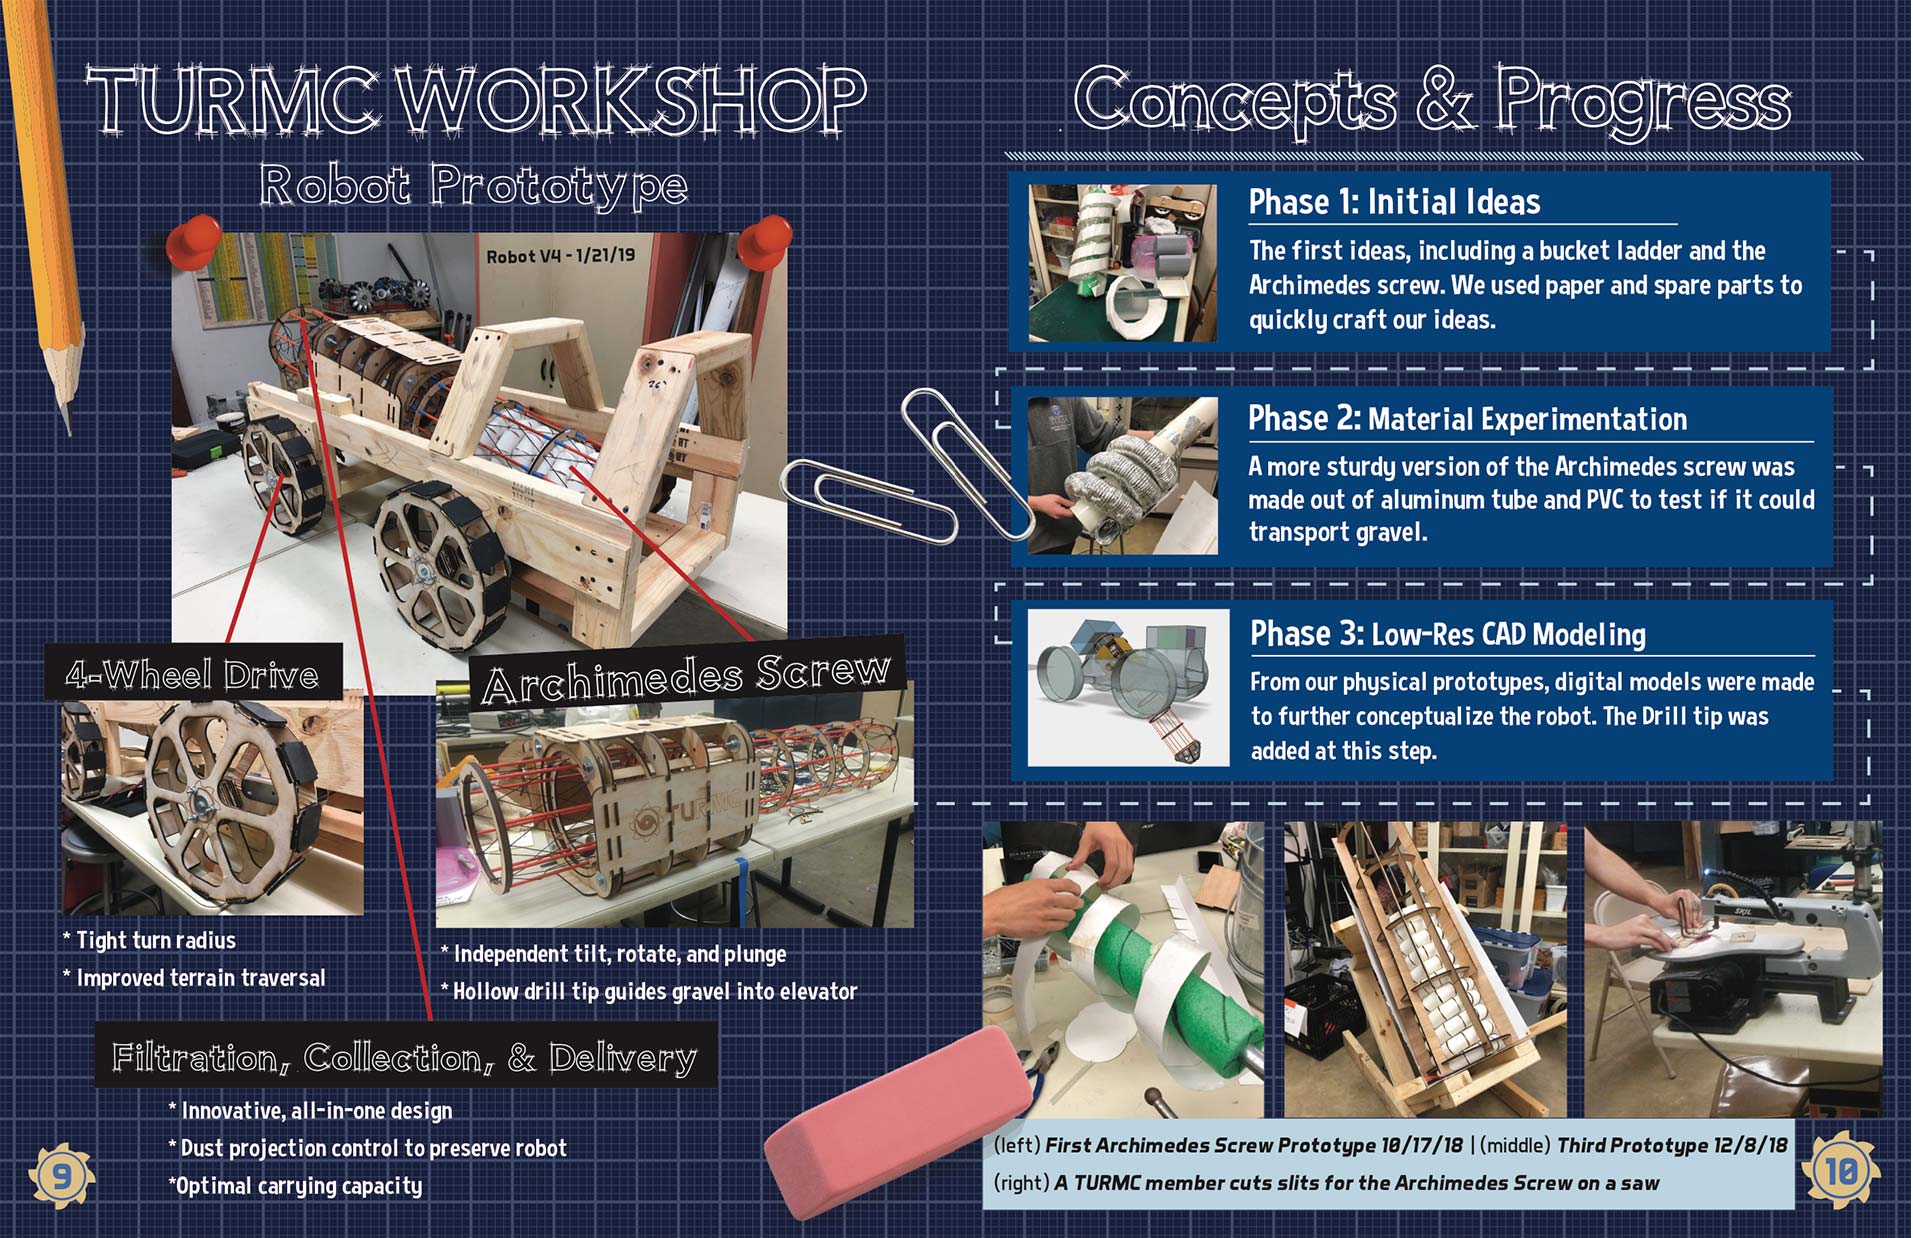 TURMC WORKSHOP
Robot Prototype
Robot V4 - 1/21/19
26"
4-Wheel Drive
* Tight turn radius
* Improved terrain traversal
Archimedes Screw
TURMC
* Independent tilt, rotate, and plunge
* Hollow drill tip guides gravel into elevator
Filtration, Collection, & Delivery
* Innovative, all-in-one design
* Dust projection control to preserve robot
*Optimal carrying capacity
9
Concepts & Progress
Phase 1: Initial Ideas
The first ideas, including a bucket ladder and the
Archimedes screw. We used paper and spare parts to
quickly craft our ideas.
Phase 2: Material Experimentation
A more sturdy version of the Archimedes screw was
made out of aluminum tube and PVC to test if it could
transport gravel.
Phase 3: Low-Res CAD Modeling
From our physical prototypes, digital models were made
to further conceptualize the robot. The Drill tip was
added at this step.
acer
SKIL
(left) First Archimedes Screw Prototype 10/17/18 | (middle) Third Prototype 12/8/18
(right) A TURMC member cuts slits for the Archimedes Screw on a saw
10